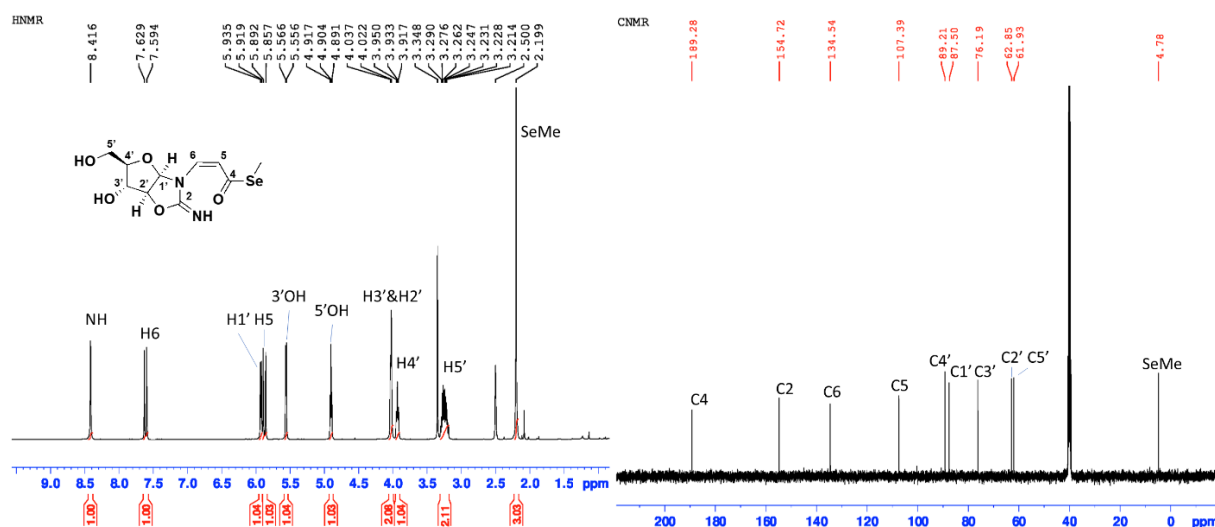 HNMR
8.416
7.629
7.594
5.935
5.919
5.892
5.857
5.566
5.556
4.917
4.904
4.891
4.037
4.022
3.950
3.933
3.917
3.348
3.290
3.276
3.262
3.247
3.231
3.228
3.214
2.500
2.199
SeMe
5'
HO
4'
O
H
6
5
3'
2'
1'
N
4
Se
HO
H
O
2
NH
O
NH
H6
H1' H5
3'OH
5'OH
H3'&H2'
H4'
H5'
9.0 8.5 8.0 7.5 7.0 6.5 6.0 5.5 5.0 4.5 4.0 3.5 3.0 2.5 2.0 1.5 ppm
1.00
1.00
1.04
1.03
1.04
1.03
2.08
1.04
2.11
3.03
CNMR
189.28
154.72
134.54
107.39
89.21
87.50
76.19
62.85
61.93
4.78
C4
C2
C6
C5
C4'
C1'
C3'
C2'
C5'
SeMe
200 180 160 140 120 100 80 60 40 20 0 ppm